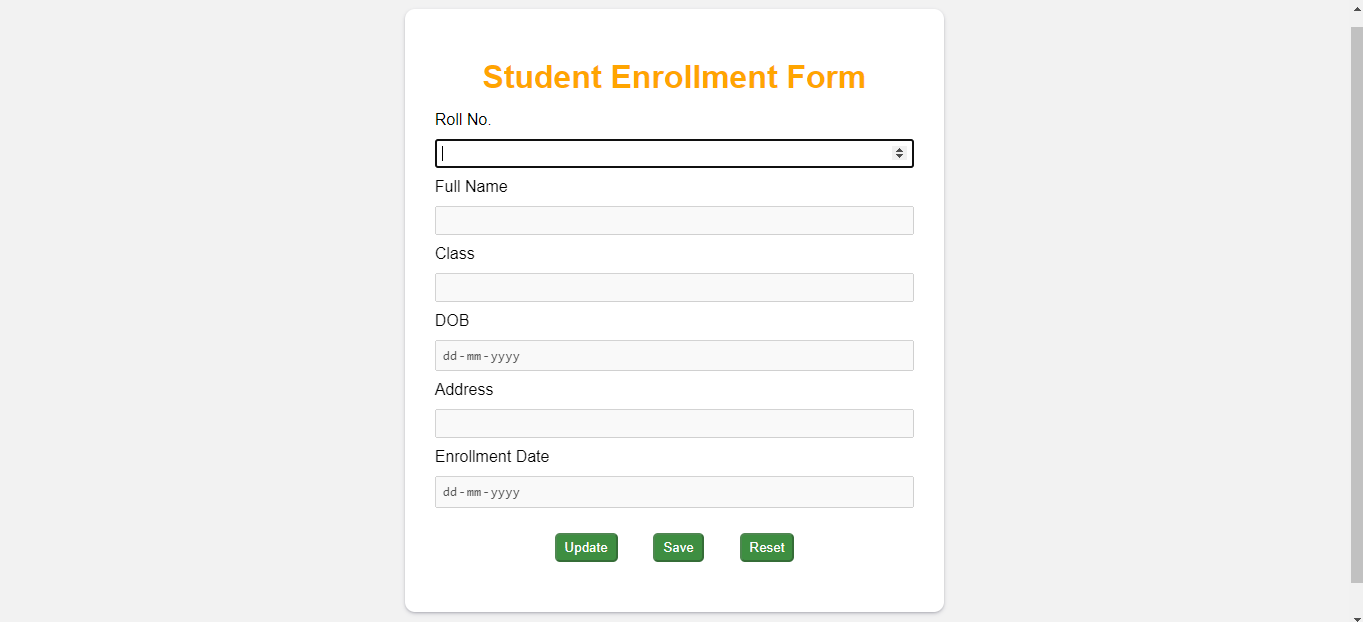 Student Enrollment Form
Roll No.
Full Name
Class
DOB
dd-mm-yyyy
Address
Enrollment Date
dd-mm-yyyy
Update Save Reset